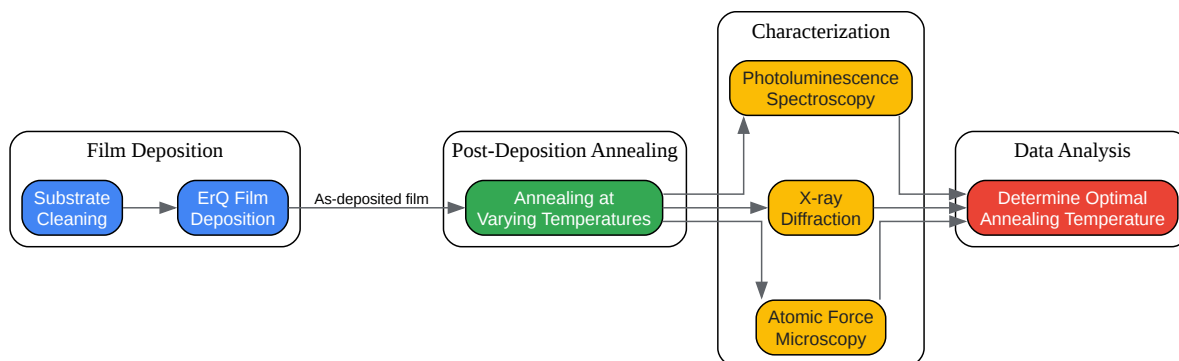 Film Deposition
Substrate
Cleaning
ErQ Film
Deposition
As-deposited film
Post-Deposition Annealing
Annealing at
Varying Temperatures
Characterization
Photoluminescence
Spectroscopy
X-ray
Diffraction
Atomic Force
Microscopy
Data Analysis
Determine Optimal
Annealing Temperature